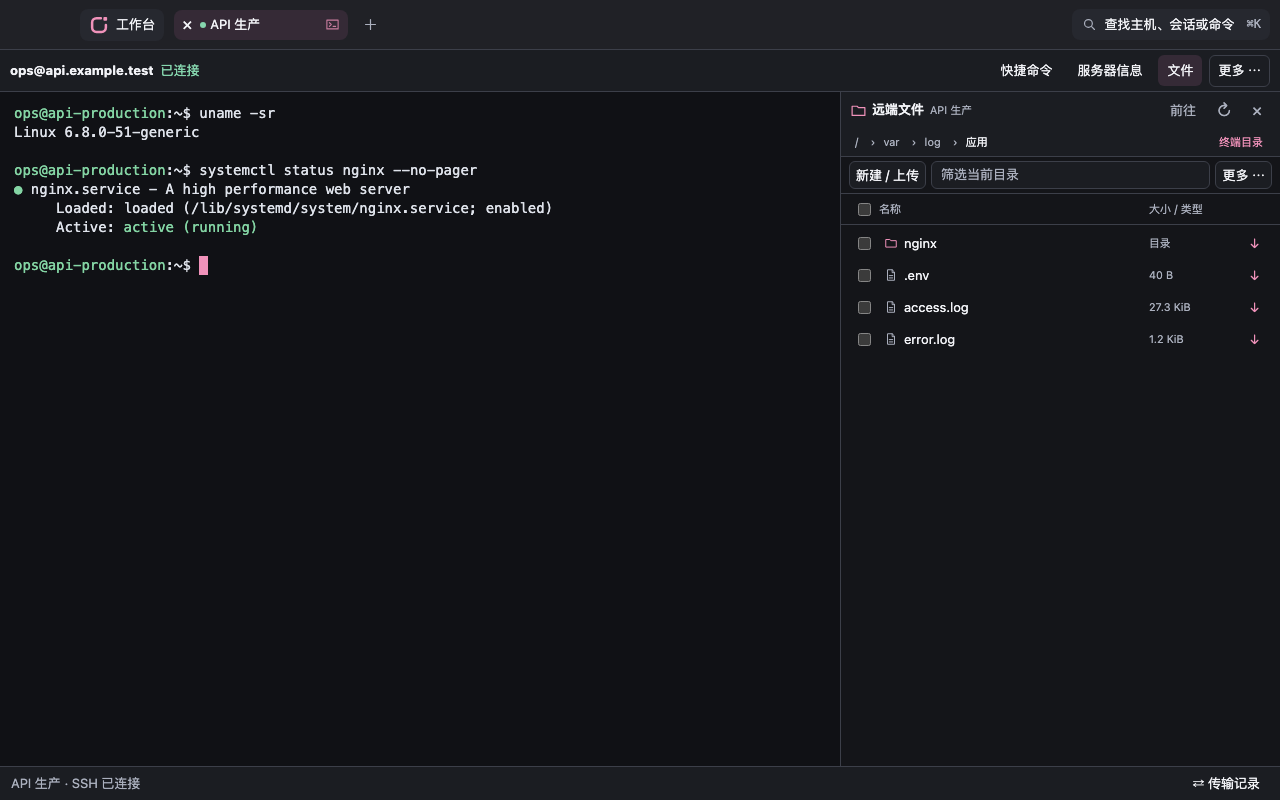 工作台
API 生产
查找主机、会话或命令 ⌘K
ops@api.example.test 已连接
快捷命令 服务器信息 文件 更多 ···
ops@api-production:~$ uname -sr
Linux 6.8.0-51-generic
ops@api-production:~$ systemctl status nginx --no-pager
● nginx.service - A high performance web server
Loaded: loaded (/lib/systemd/system/nginx.service; enabled)
Active: active (running)
ops@api-production:~$
远端文件 API 生产 前往
/ › var › log › 应用 终端目录
新建 / 上传 筛选当前目录 更多 ···
名称 大小 / 类型
nginx 目录
.env 40 B
access.log 27.3 KiB
error.log 1.2 KiB
API 生产 · SSH 已连接
⇄ 传输记录